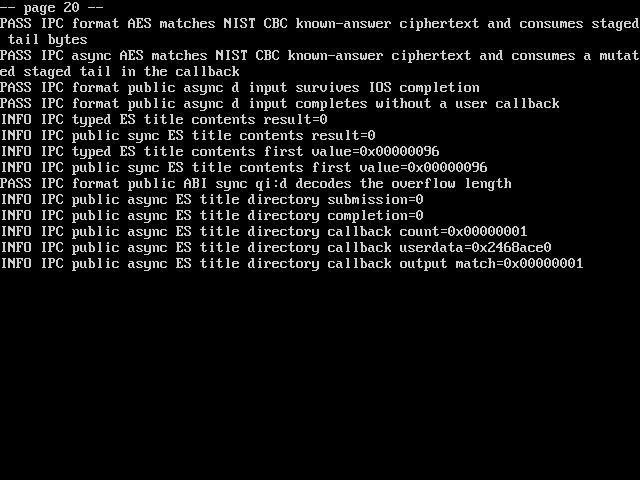 -- page 20 --
PASS IPC format AES matches NIST CBC known-answer ciphertext and consumes staged
 tail bytes
PASS IPC async AES matches NIST CBC known-answer ciphertext and consumes a mutat
ed staged tail in the callback
PASS IPC format public async d input survives IOS completion
PASS IPC format public async d input completes without a user callback
INFO IPC typed ES title contents result=0
INFO IPC public sync ES title contents result=0
INFO IPC typed ES title contents first value=0x00000096
INFO IPC public sync ES title contents first value=0x00000096
PASS IPC format public ABI sync qi:d decodes the overflow length
INFO IPC public async ES title directory submission=0
INFO IPC public async ES title directory completion=0
INFO IPC public async ES title directory callback count=0x00000001
INFO IPC public async ES title directory callback userdata=0x2468ace0
INFO IPC public async ES title directory callback output match=0x00000001